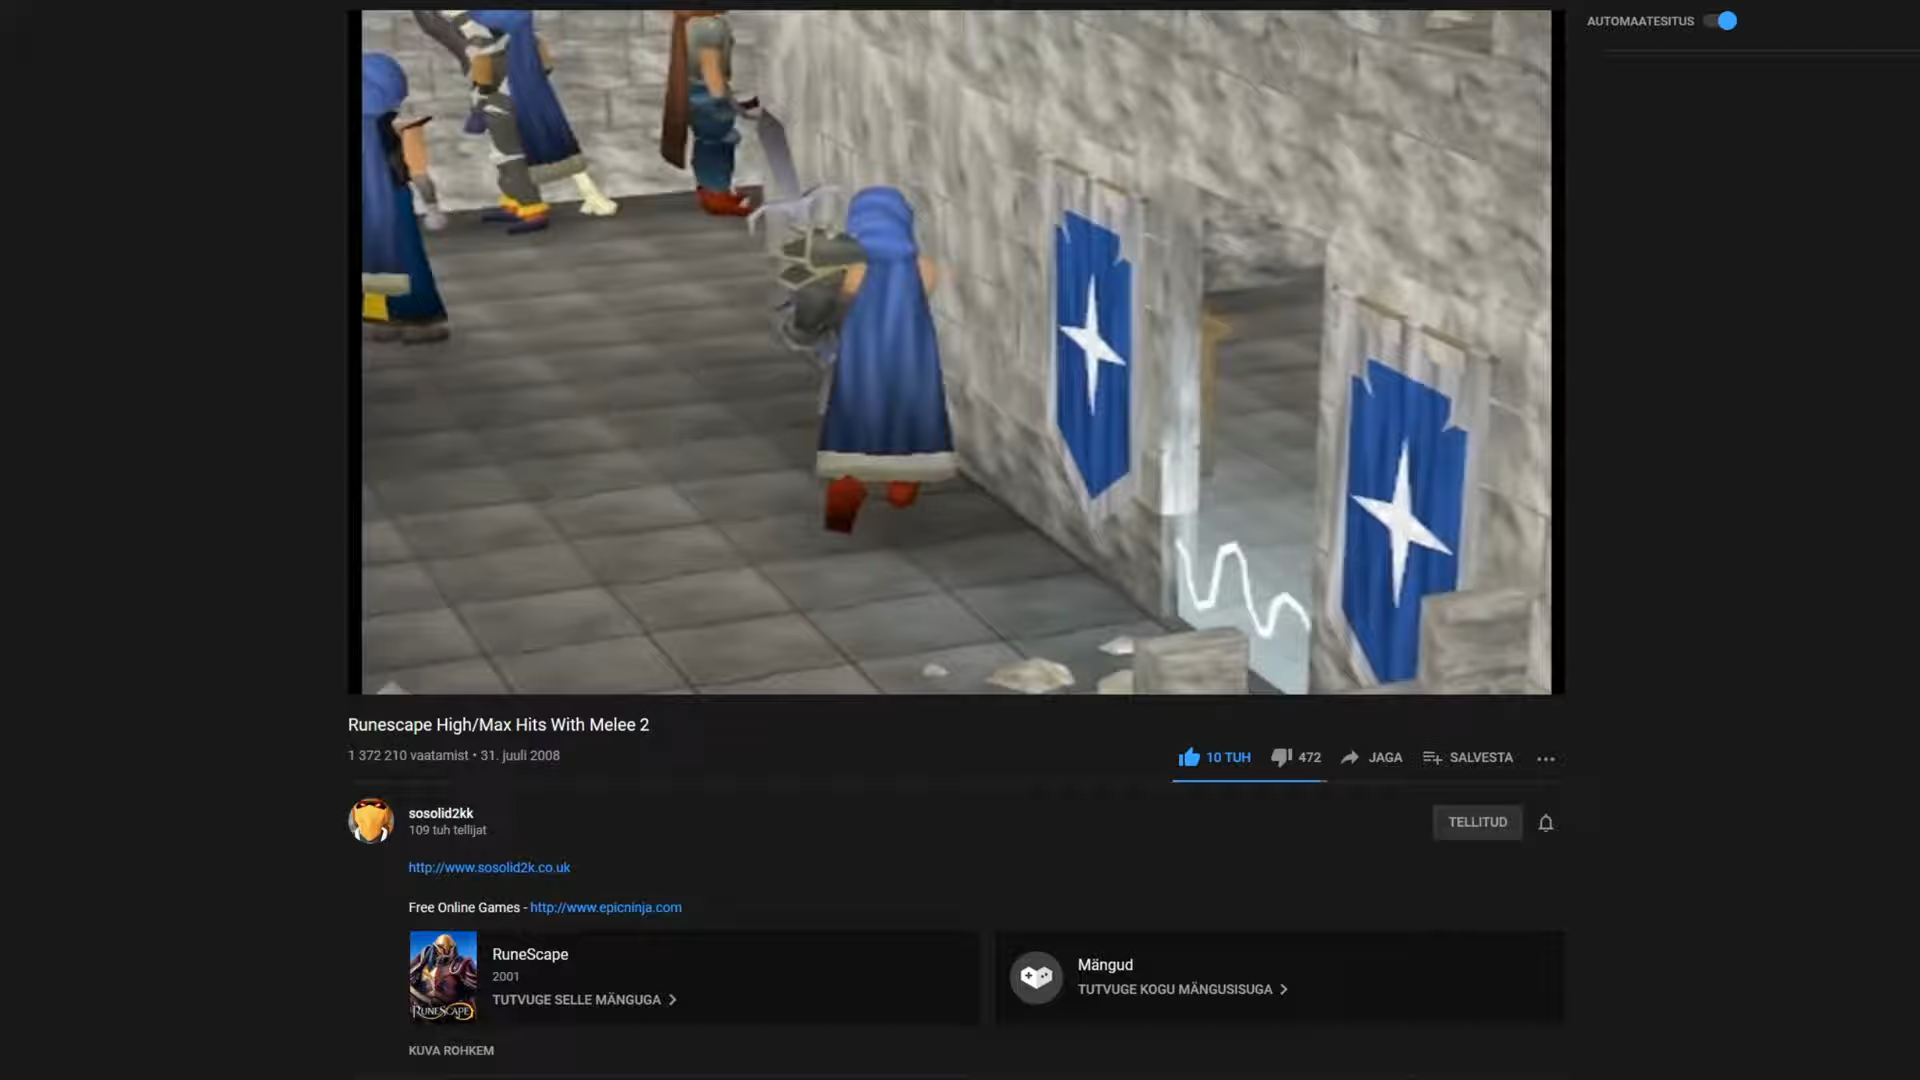 AUTOMAATESITUS
Runescape High/Max Hits With Melee 2
1 372 210 vaatamist • 31. juuli 2008
10 TUH
472
JAGA
SALVESTA
sosolid2kk
109 tuh tellijat
TELLITUD
http://www.sosolid2k.co.uk
Free Online Games - http://www.epicninja.com
RuneScape
2001
TUTVUGE SELLE MÄNGUGA
RUNESCAPE
Mängud
TUTVUGE KOGU MÄNGUSISUGA
KUVA ROHKEM